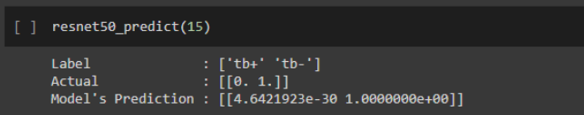 [ ] resnet50_predict(15)
Label : ['tb+' 'tb-']
Actual : [[0. 1.]]
Model's Prediction : [[4.6421923e-30 1.0000000e+00]]